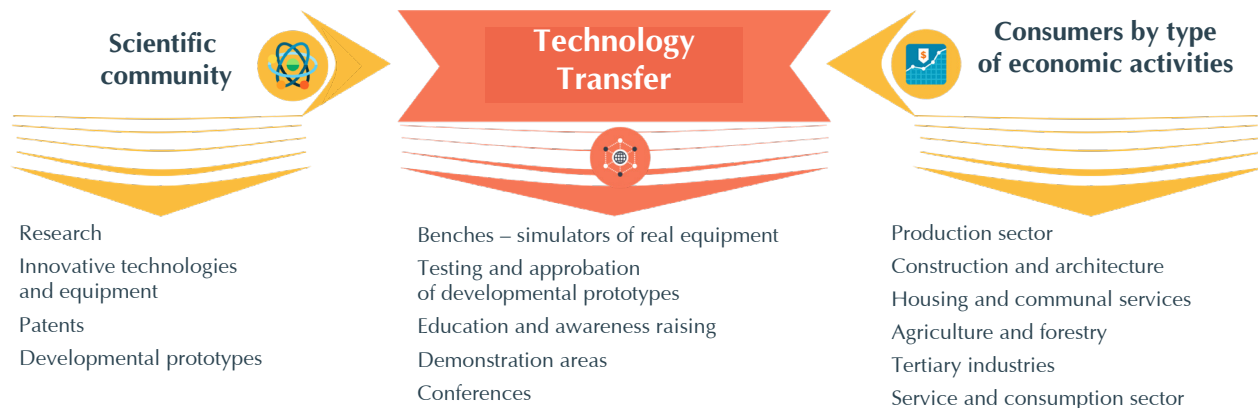 Scientific
community
Research
Innovative technologies
and equipment
Patents
Developmental prototypes
Technology
Transfer
Benches – simulators of real equipment
Testing and approbation
of developmental prototypes
Education and awareness raising
Demonstration areas
Conferences
$
Consumers by type
of economic activities
Production sector
Construction and architecture
Housing and communal services
Agriculture and forestry
Tertiary industries
Service and consumption sector